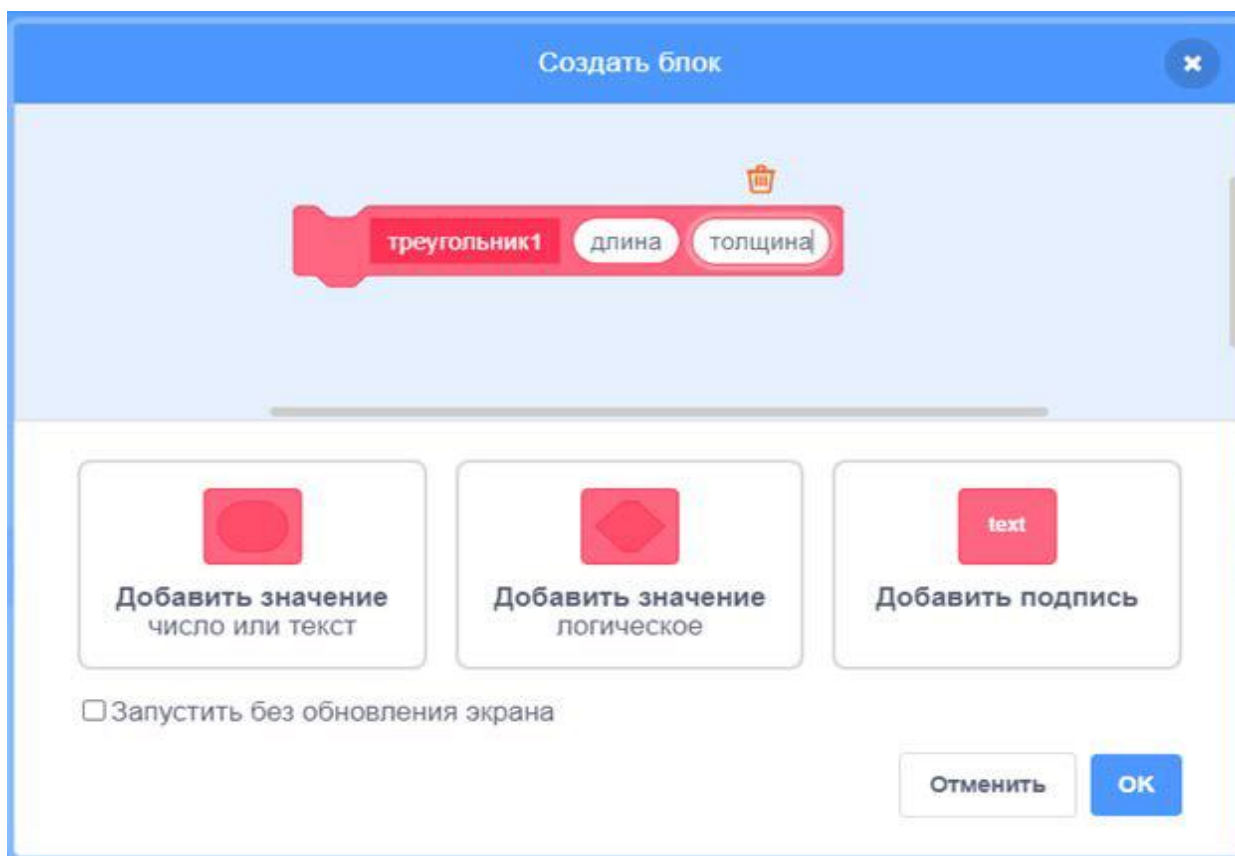 Создать блок
треугольник1 длина толщина
text
Добавить значение
число или текст
Добавить значение
логическое
Добавить подпись
Запустить без обновления экрана
Отменить
ОК